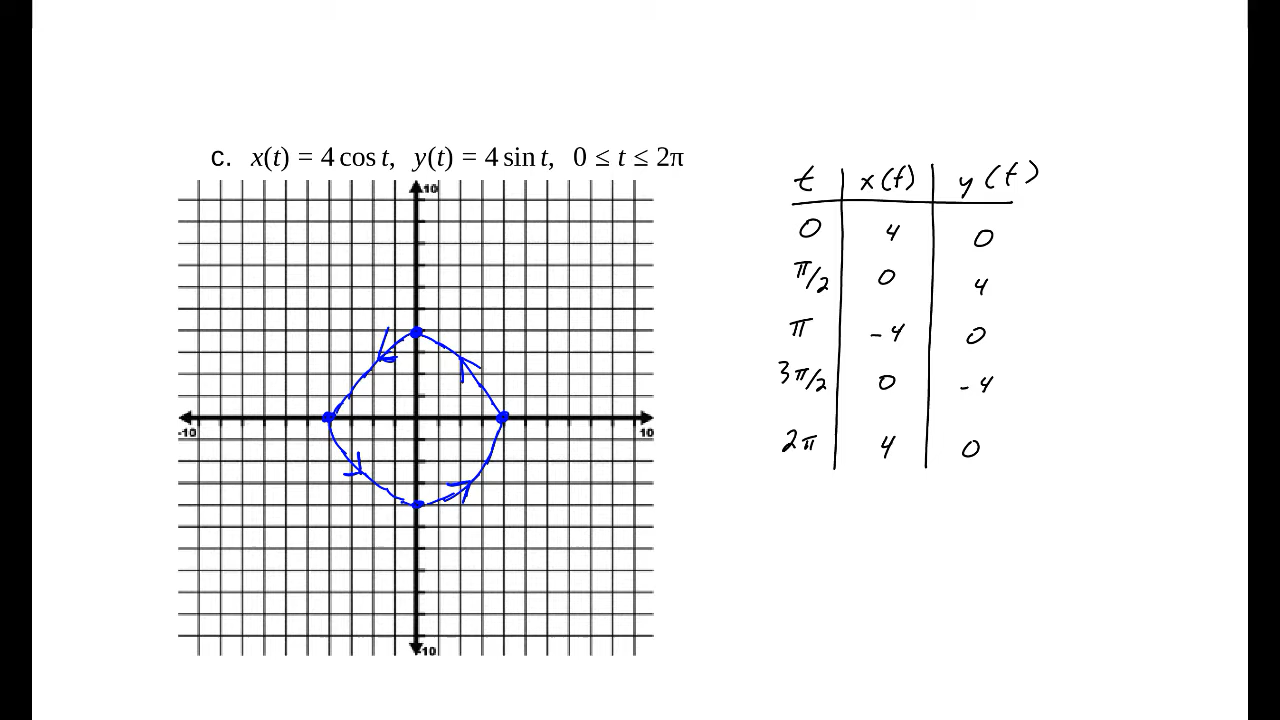 c. x(t) = 4 cos t, y(t) = 4 sin t, 0 ≤ t ≤ 2π
10
-10
10
-10
t x(t) y(t)
0 4 0
π/2 0 4
π -4 0
3π/2 0 -4
2π 4 0